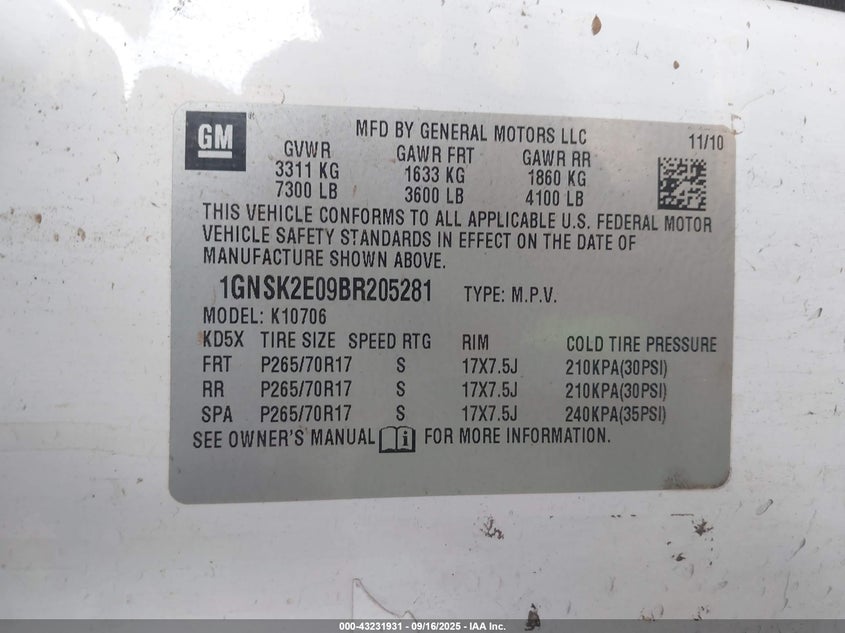 GM
MFD BY GENERAL MOTORS LLC 11/10
GVWR GAWR FRT GAWR RR
3311 KG 1633 KG 1860 KG
7300 LB 3600 LB 4100 LB
THIS VEHICLE CONFORMS TO ALL APPLICABLE U.S. FEDERAL MOTOR
VEHICLE SAFETY STANDARDS IN EFFECT ON THE DATE OF
MANUFACTURE SHOWN ABOVE.
1GNSK2E09BR205281 TYPE: M.P.V.
MODEL: K10706
KD5X TIRE SIZE SPEED RTG RIM COLD TIRE PRESSURE
FRT P265/70R17 S 17X7.5J 210KPA(30PSI)
RR P265/70R17 S 17X7.5J 210KPA(30PSI)
SPA P265/70R17 S 17X7.5J 240KPA(35PSI)
SEE OWNER'S MANUAL FOR MORE INFORMATION.
000-43231931 - 09/16/2025 - IAA Inc.